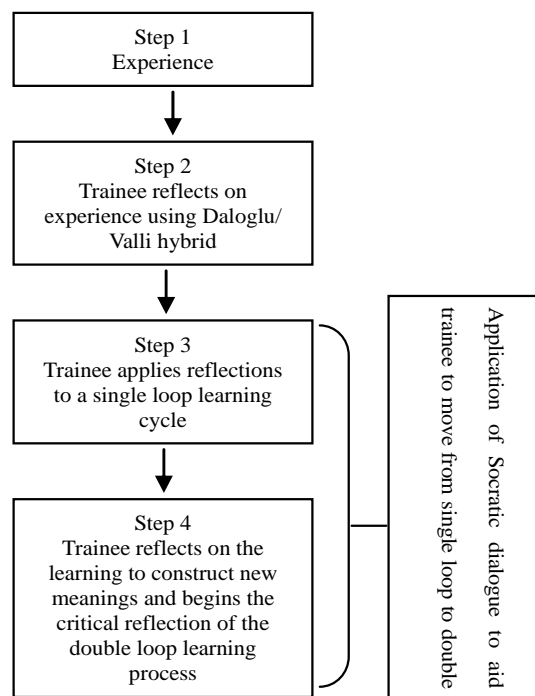 Step 1
Experience
Step 2
Trainee reflects on
experience using Daloglu/
Valli hybrid
Step 3
Trainee applies reflections
to a single loop learning
cycle
Step 4
Trainee reflects on the
learning to construct new
meanings and begins the
critical reflection of the
double loop learning
process
Application of Socratic dialogue to aid
trainee to move from single loop to double